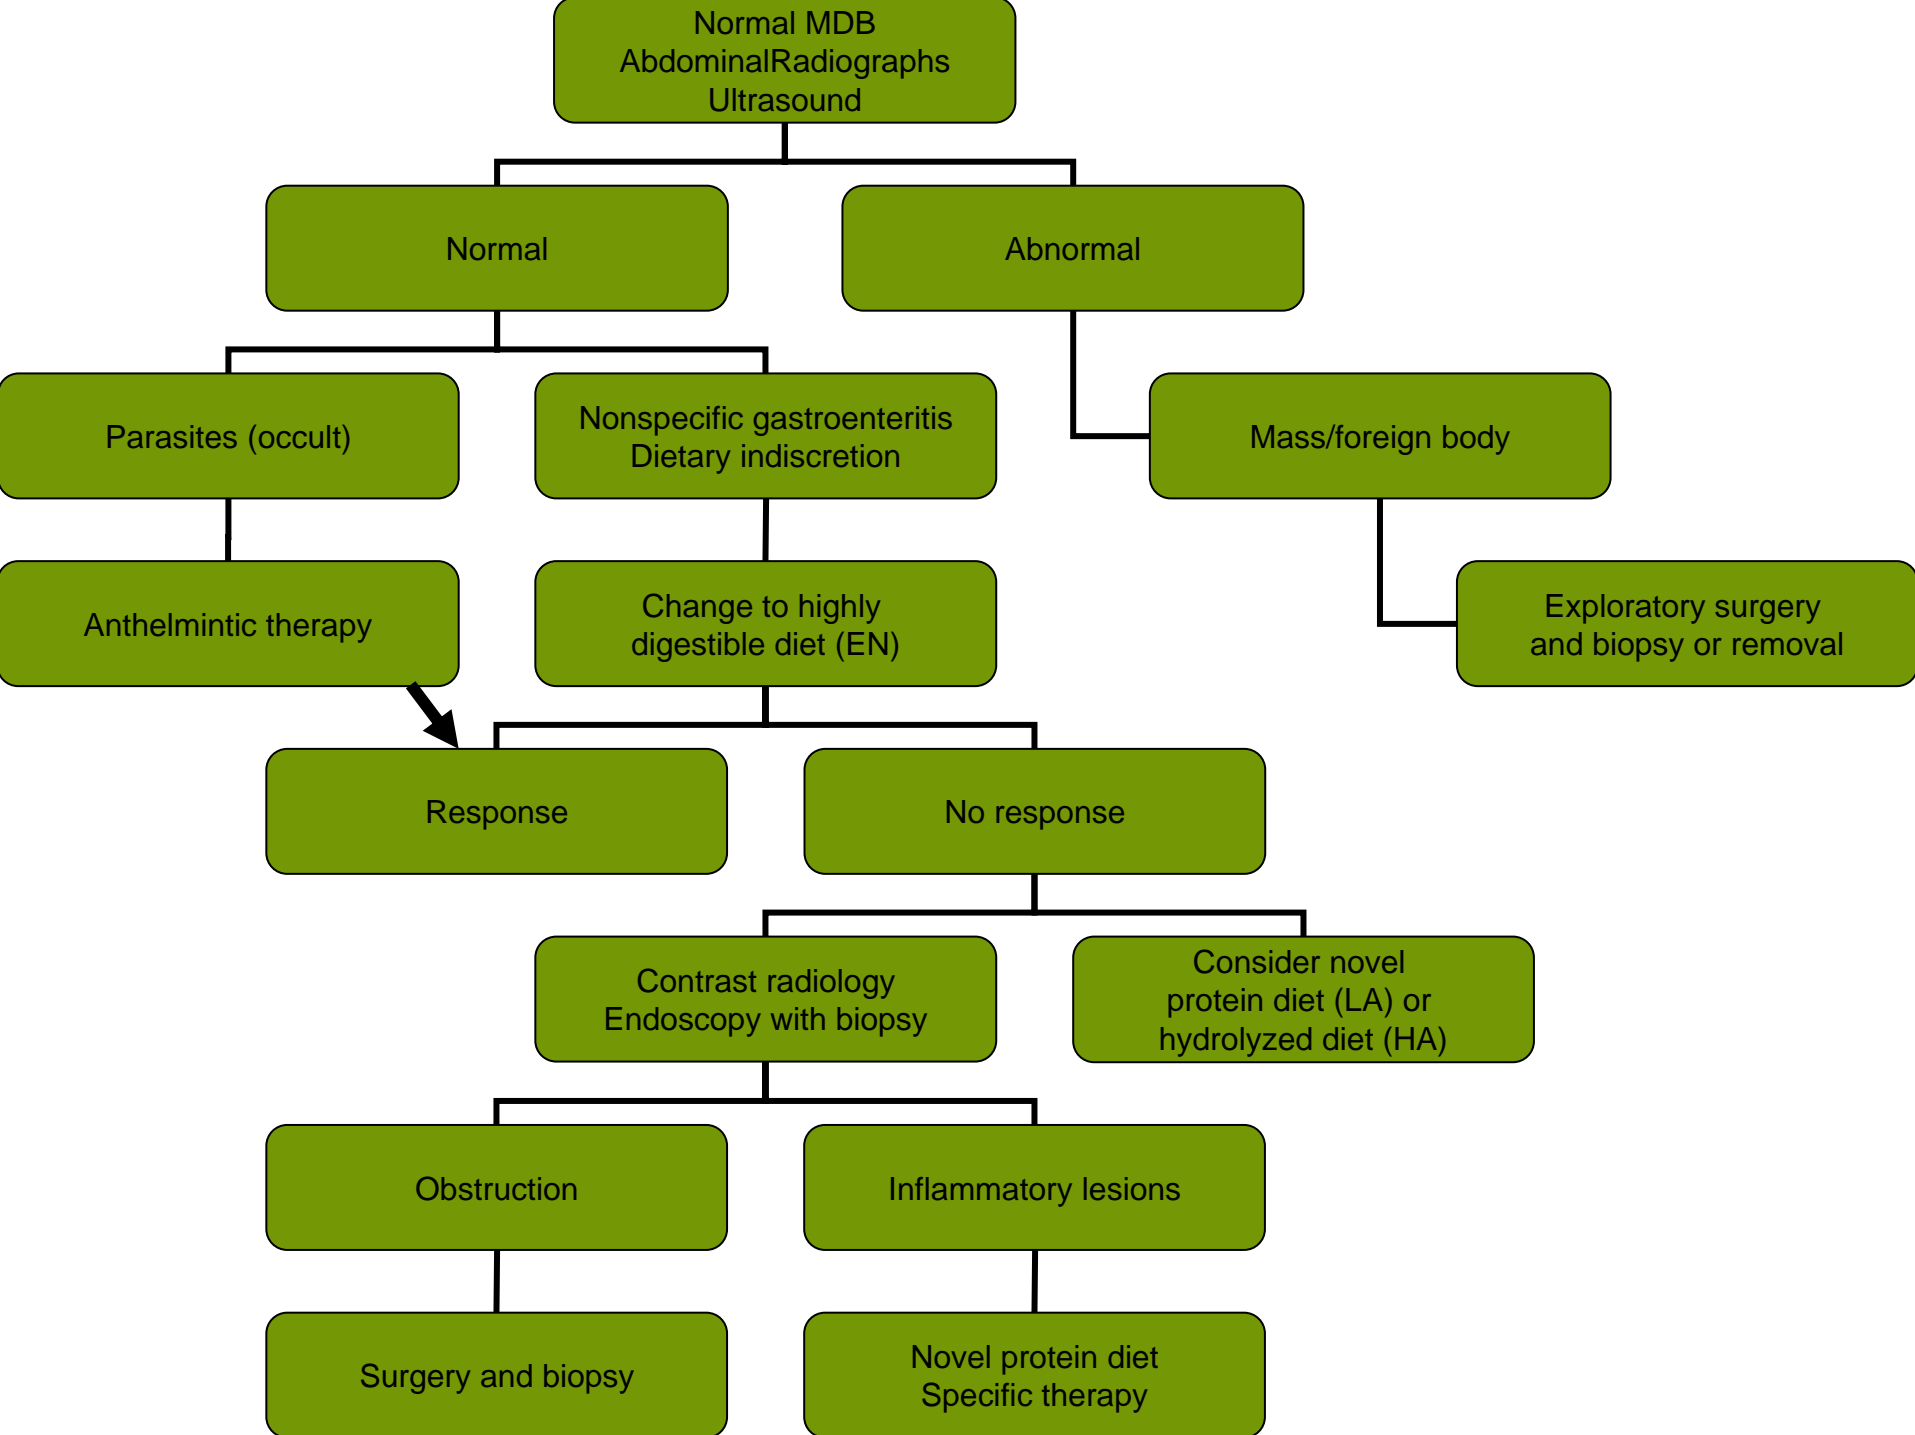 Normal MDB
AbdominalRadiographs
Ultrasound
Normal
Abnormal
Parasites (occult)
Nonspecific gastroenteritis
Dietary indiscretion
Mass/foreign body
Anthelmintic therapy
Change to highly
digestible diet (EN)
Exploratory surgery
and biopsy or removal
Response
No response
Contrast radiology
Endoscopy with biopsy
Consider novel
protein diet (LA) or
hydrolyzed diet (HA)
Obstruction
Inflammatory lesions
Surgery and biopsy
Novel protein diet
Specific therapy